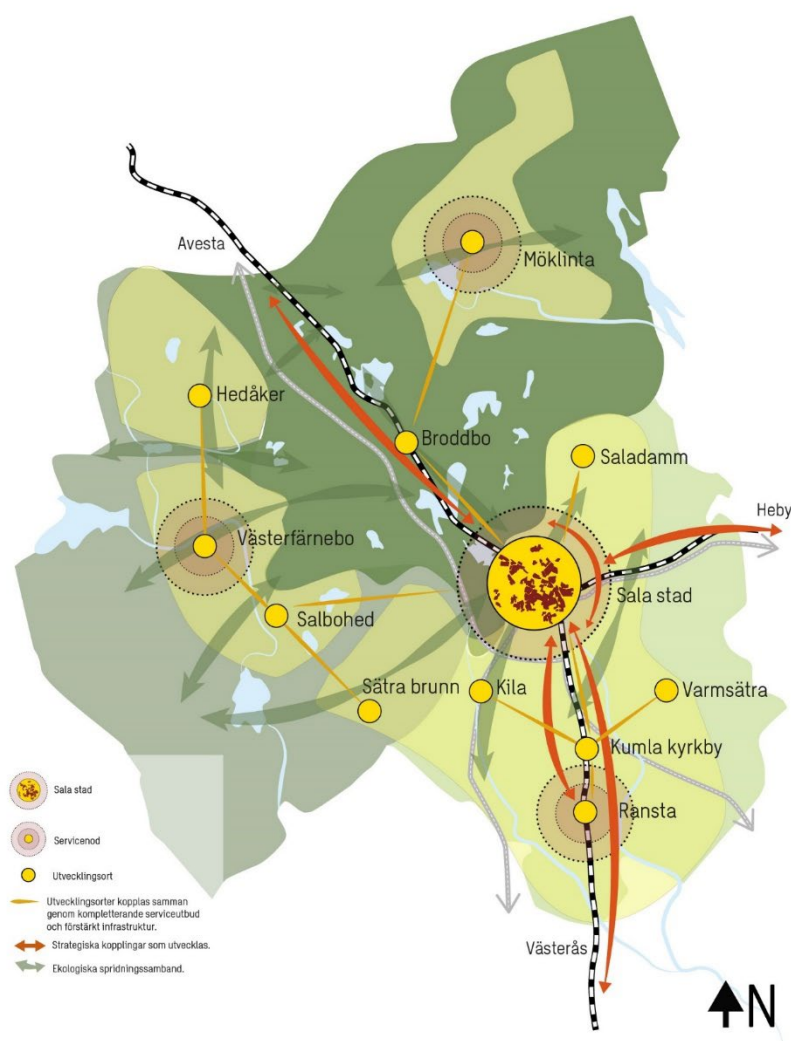 Avesta
Möklinta
Hedåker
Broddbo
Saladamm
Heby
Västerfärnebo
Sala stad
Salbohed
Sätra brunn
Kila
Varmsätra
Kumla kyrkby
Ransta
Västerås
Sala stad
Servicenod
Utvecklingsort
Utvecklingsorter kopplas samman
genom kompletterande serviceutbud
och förstärkt infrastruktur.
Strategiska kopplingar som utvecklas.
Ekologiska spridningssamband.
N